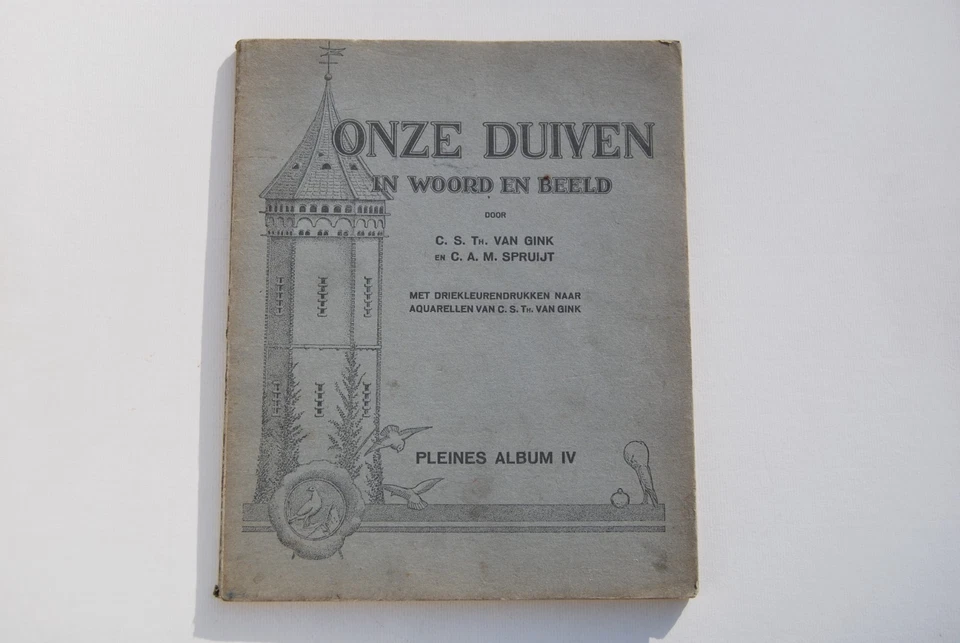 ONZE DUIVEN
IN WOORD EN BEELD
DOOR
C. S. TH. VAN GINK
EN C. A. M. SPRUIJT
MET DRIEKLEURENDRUKKEN NAAR
AQUARELLEN VAN C. S. TH. VAN GINK
PLEINES ALBUM IV